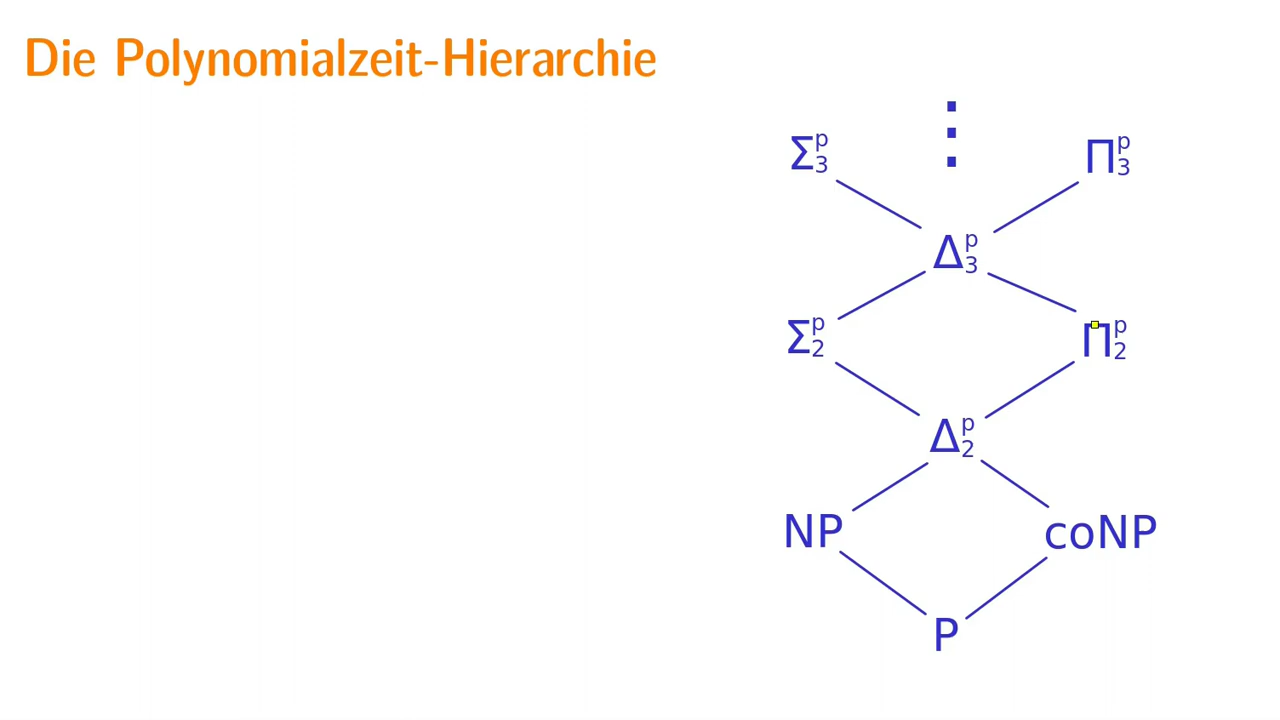 Die Polynomialzeit-Hierarchie
⋮
Σ₃ᵖ Π₃ᵖ
Δ₃ᵖ
Σ₂ᵖ Π₂ᵖ
Δ₂ᵖ
NP coNP
P